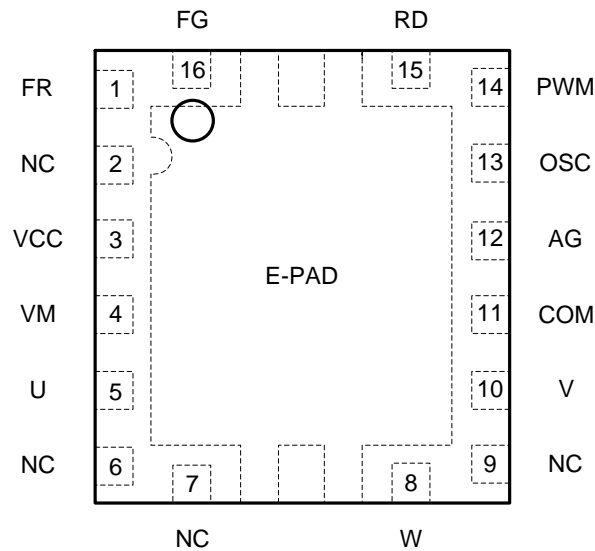 FG RD
16 15
FR 1 14 PWM
NC 2 13 OSC
VCC 3 12 AG
E-PAD
VM 4 11 COM
U 5 10 V
NC 6 9 NC
7 8
NC W